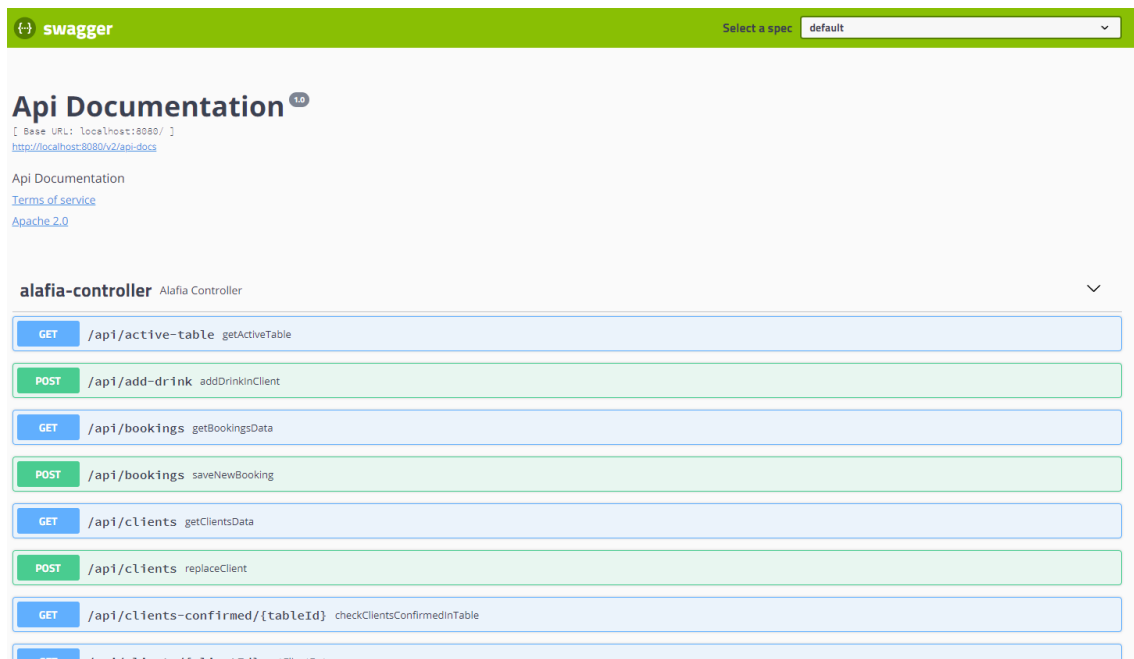 swagger
Select a spec default
Api Documentation 1.0
[ Base URL: localhost:8080/ ]
http://localhost:8080/v2/api-docs
Api Documentation
Terms of service
Apache 2.0
alafia-controller Alafia Controller
GET /api/active-table getActiveTable
POST /api/add-drink addDrinkInClient
GET /api/bookings getBookingsData
POST /api/bookings saveNewBooking
GET /api/clients getClientsData
POST /api/clients replaceClient
GET /api/clients-confirmed/{tableId} checkClientsConfirmedInTable